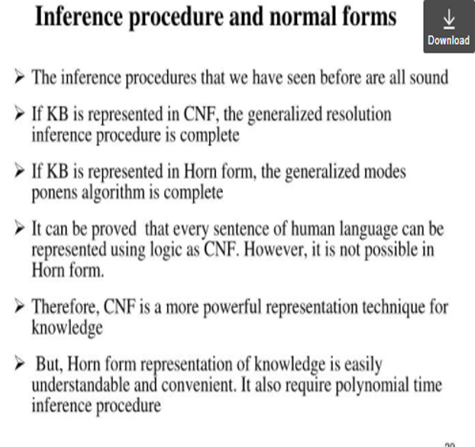 Inference procedure and normal forms
Download
➢ The inference procedures that we have seen before are all sound
➢ If KB is represented in CNF, the generalized resolution
inference procedure is complete
➢ If KB is represented in Horn form, the generalized modes
ponens algorithm is complete
➢ It can be proved that every sentence of human language can be
represented using logic as CNF. However, it is not possible in
Horn form.
➢ Therefore, CNF is a more powerful representation technique for
knowledge
➢ But, Horn form representation of knowledge is easily
understandable and convenient. It also require polynomial time
inference procedure